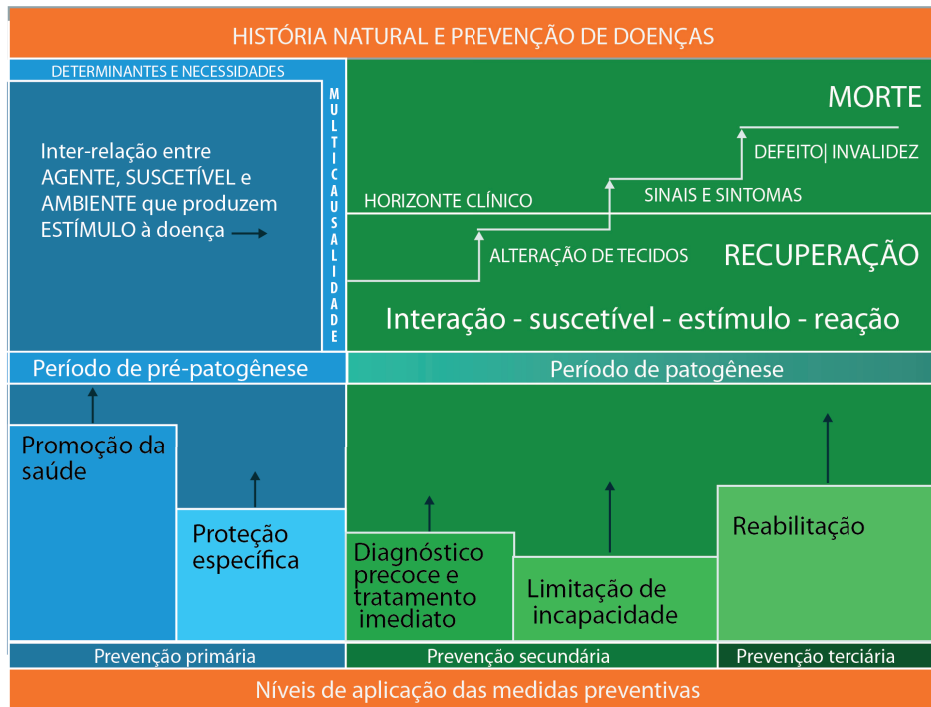 HISTÓRIA NATURAL E PREVENÇÃO DE DOENÇAS
DETERMINANTES E NECESSIDADES
MULTICAUSALIDADE
Inter-relação entre
AGENTE, SUSCETÍVEL e
AMBIENTE que produzem
ESTÍMULO à doença
MORTE
DEFEITO| INVALIDEZ
SINAIS E SINTOMAS
HORIZONTE CLÍNICO
ALTERAÇÃO DE TECIDOS
RECUPERAÇÃO
Interação - suscetível - estímulo - reação
Período de pré-patogênese
Período de patogênese
Promoção da
saúde
Proteção
específica
Diagnóstico
precoce e
tratamento
imediato
Limitação de
incapacidade
Reabilitação
Prevenção primária
Prevenção secundária
Prevenção terciária
Níveis de aplicação das medidas preventivas